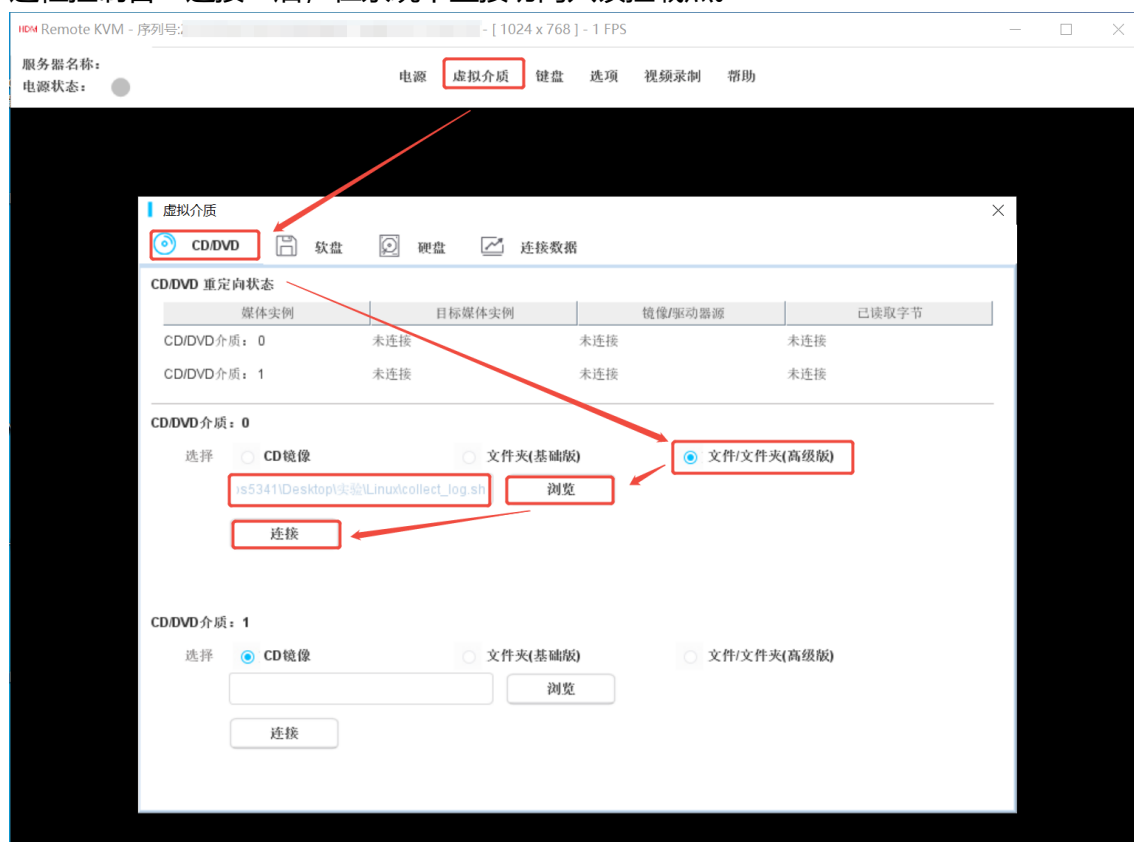 HDM Remote KVM - 序列号: - [ 1024 x 768 ] - 1 FPS
服务器名称:
电源状态:
电源 虚拟介质 键盘 选项 视频录制 帮助
虚拟介质
CD/DVD 软盘 硬盘 连接数据
CD/DVD 重定向状态
媒体实例 目标媒体实例 镜像/驱动器源 已读取字节
CD/DVD介质: 0 未连接 未连接 未连接
CD/DVD介质: 1 未连接 未连接 未连接
CD/DVD介质: 0
选择 CD镜像 文件夹(基础版) 文件/文件夹(高级版)
s5341\Desktop\实验\Linux\collect_log.sh 浏览
连接
CD/DVD介质: 1
选择 CD镜像 文件夹(基础版) 文件/文件夹(高级版)
浏览
连接